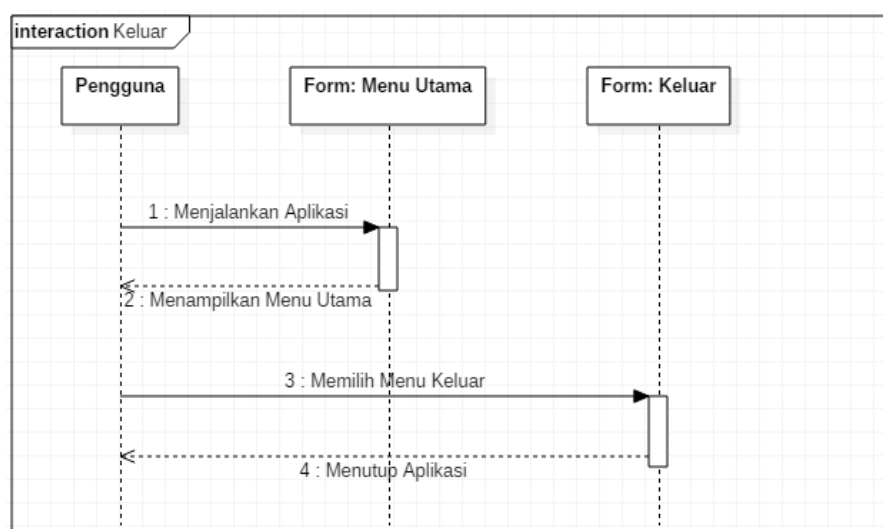 interaction Keluar
Pengguna
Form: Menu Utama
Form: Keluar
1 : Menjalankan Aplikasi
2 : Menampilkan Menu Utama
3 : Memilih Menu Keluar
4 : Menutup Aplikasi